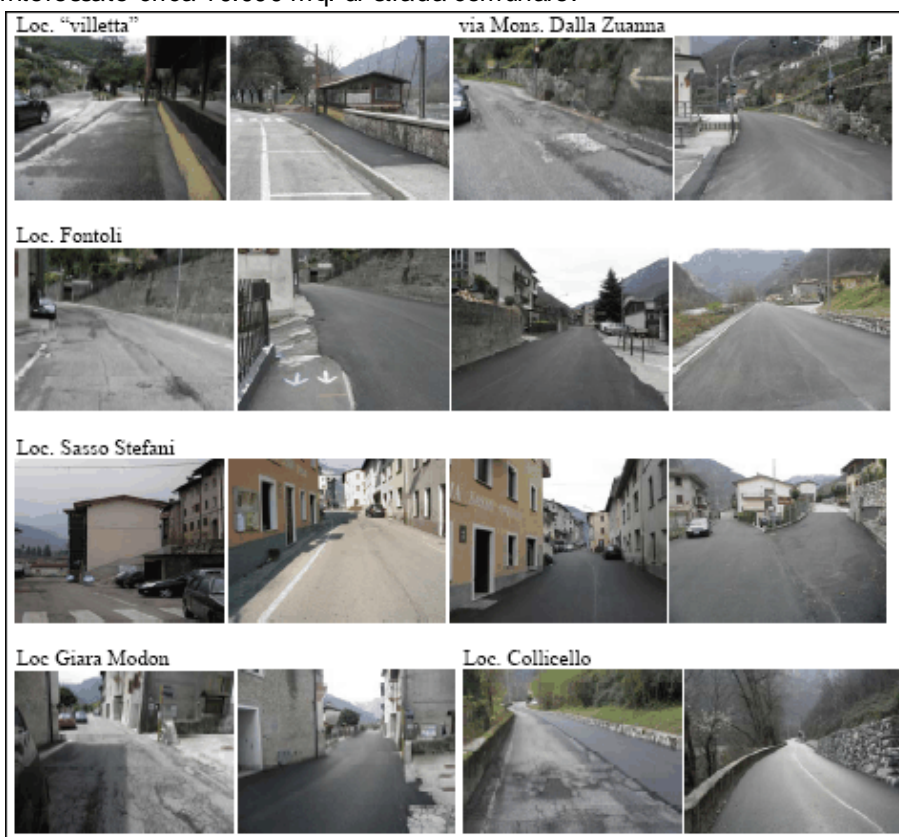 Loc. “villetta”
via Mons. Dalla Zuanna
Loc. Fontoli
Loc. Sasso Stefani
Loc Giara Modon
Loc. Collicello